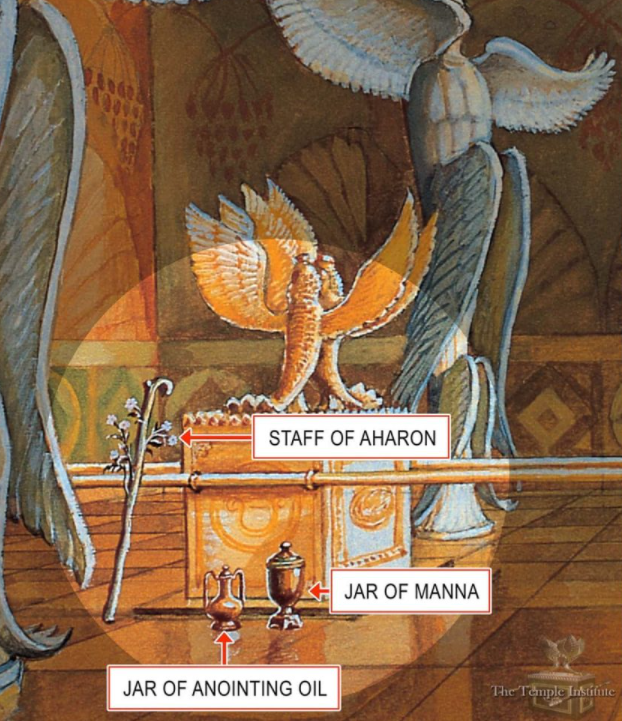 STAFF OF AHARON
JAR OF MANNA
JAR OF ANOINTING OIL
The Temple Institute